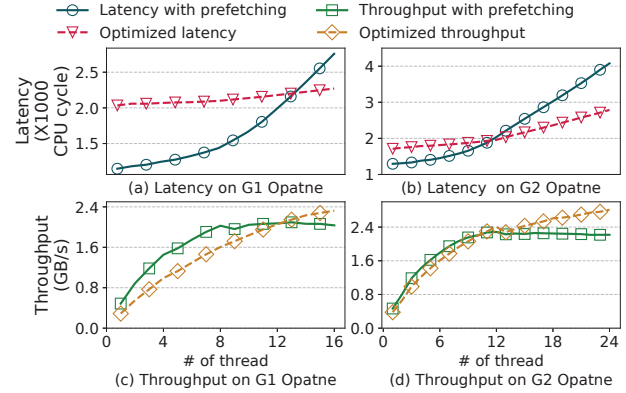 Latency with prefetching
Throughput with prefetching
Optimized latency
Optimized throughput
Latency
(X1000
CPU cycle)
2.5
2.0
1.5
4
3
2
1
(a) Latency on G1 Opatne
(b) Latency on G2 Opatne
Throughput
(GB/s)
2.4
1.6
0.8
0.0
2.4
1.6
0.8
0.0
0 4 8 12 16
0 6 12 18 24
# of thread
# of thread
(c) Throughput on G1 Opatne
(d) Throughput on G2 Opatne